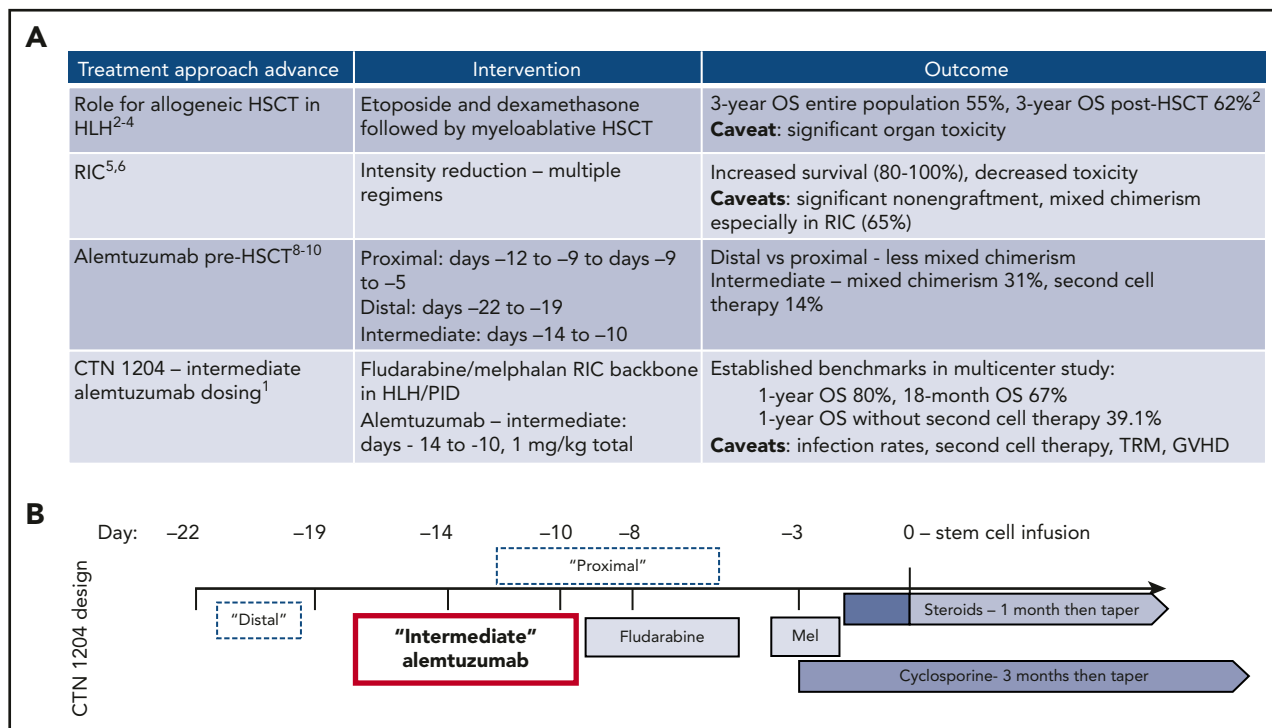 A
Treatment approach advance
Intervention
Outcome
Role for allogeneic HSCT in
HLH2-4
Etoposide and dexamethasone
followed by myeloablative HSCT
3-year OS entire population 55%, 3-year OS post-HSCT 62%2
Caveat: significant organ toxicity
RIC5,6
Intensity reduction – multiple
regimens
Increased survival (80-100%), decreased toxicity
Caveats: significant nonengraftment, mixed chimerism
especially in RIC (65%)
Alemtuzumab pre-HSCT8-10
Proximal: days –12 to –9 to days –9
to –5
Distal: days –22 to –19
Intermediate: days –14 to –10
Distal vs proximal - less mixed chimerism
Intermediate – mixed chimerism 31%, second cell
therapy 14%
CTN 1204 – intermediate
alemtuzumab dosing1
Fludarabine/melphalan RIC backbone
in HLH/PID
Alemtuzumab – intermediate:
days - 14 to -10, 1 mg/kg total
Established benchmarks in multicenter study:
1-year OS 80%, 18-month OS 67%
1-year OS without second cell therapy 39.1%
Caveats: infection rates, second cell therapy, TRM, GVHD
B
Day: –22 –19 –14 –10 –8 –3 0 – stem cell infusion
CTN 1204 design
"Proximal"
"Distal"
"Intermediate"
alemtuzumab
Fludarabine
Mel
Steroids – 1 month then taper
Cyclosporine- 3 months then taper